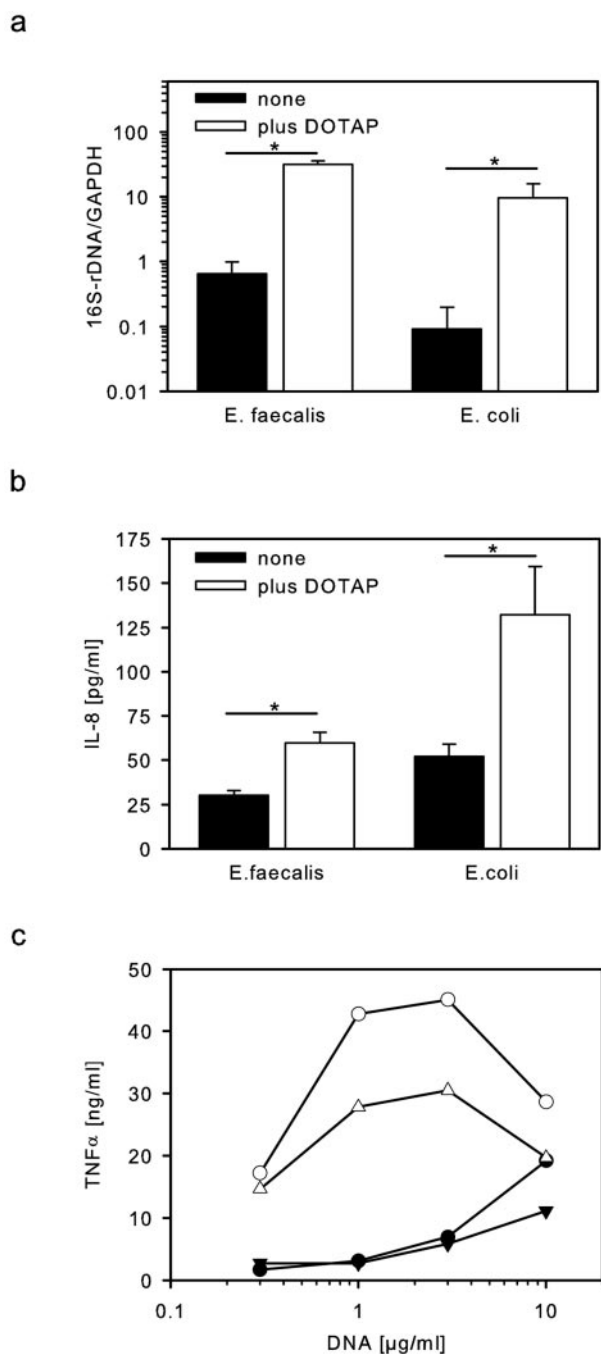 a
none
plus DOTAP
*
*
100
10
1
0.1
0.01
16S-rDNA/GAPDH
E. faecalis
E. coli
b
none
plus DOTAP
*
*
175
150
125
100
75
50
25
0
IL-8 [pg/ml]
E.faecalis
E.coli
c
50
40
30
20
10
0
TNFα [ng/ml]
0.1
1
10
DNA [µg/ml]